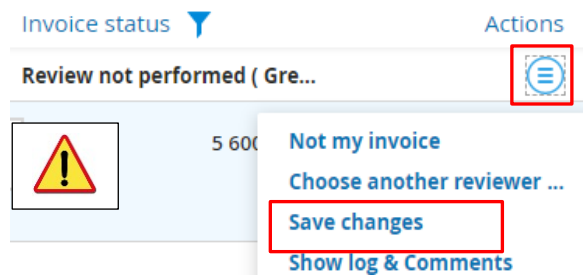 Invoice status Actions
Review not performed ( Gre...
5 600
Not my invoice
Choose another reviewer ...
Save changes
Show log & Comments